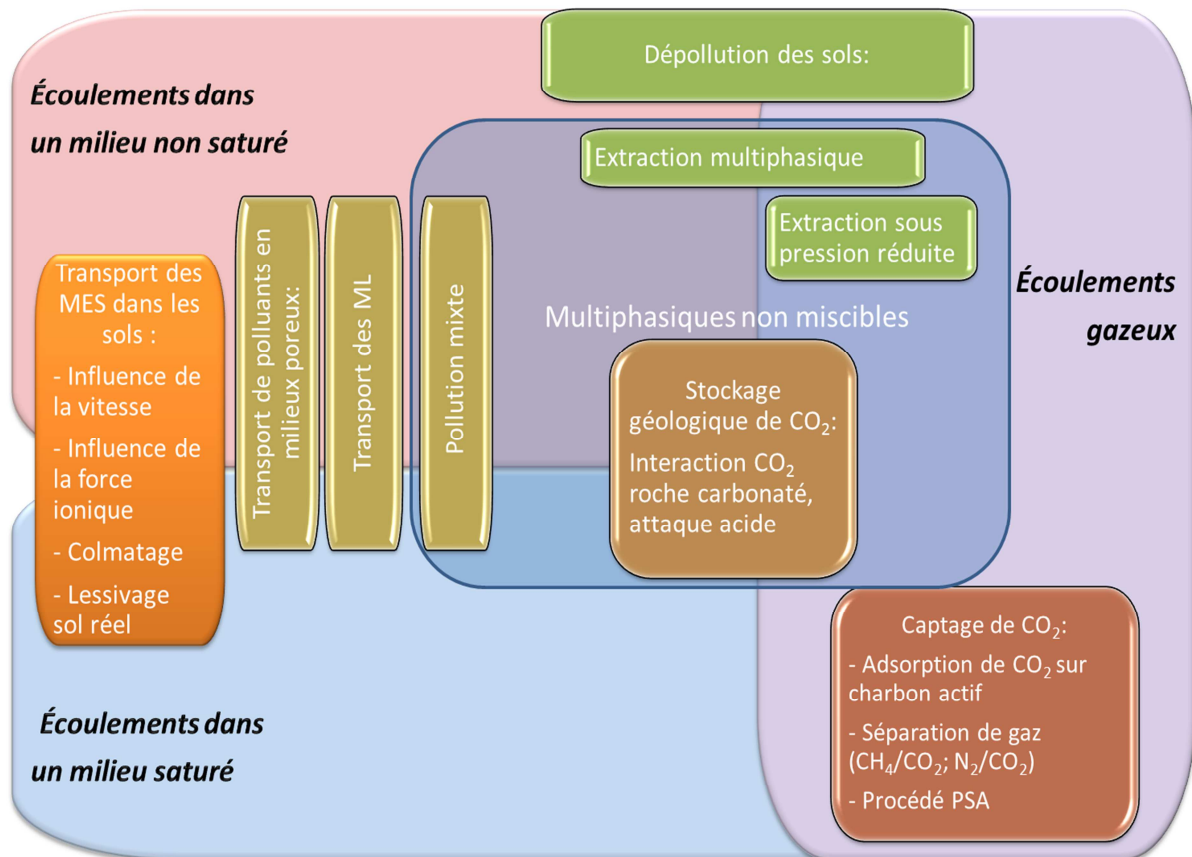 Dépollution des sols:
Écoulements dans
un milieu non saturé
Extraction multiphasique
Extraction sous
pression réduite
Écoulements
gazeux
Transport des
MES dans les
sols :
- Influence de
la vitesse
- Influence de
la force
ionique
- Colmatage
- Lessivage
sol réel
Transport de polluants en
milieux poreux:
Transport des ML
Pollution mixte
Multiphasiques non miscibles
Stockage
géologique de CO₂:
Interaction CO₂
roche carbonaté,
attaque acide
Captage de CO₂:
- Adsorption de CO₂ sur
charbon actif
- Séparation de gaz
(CH₄/CO₂; N₂/CO₂)
- Procédé PSA
Écoulements dans
un milieu saturé